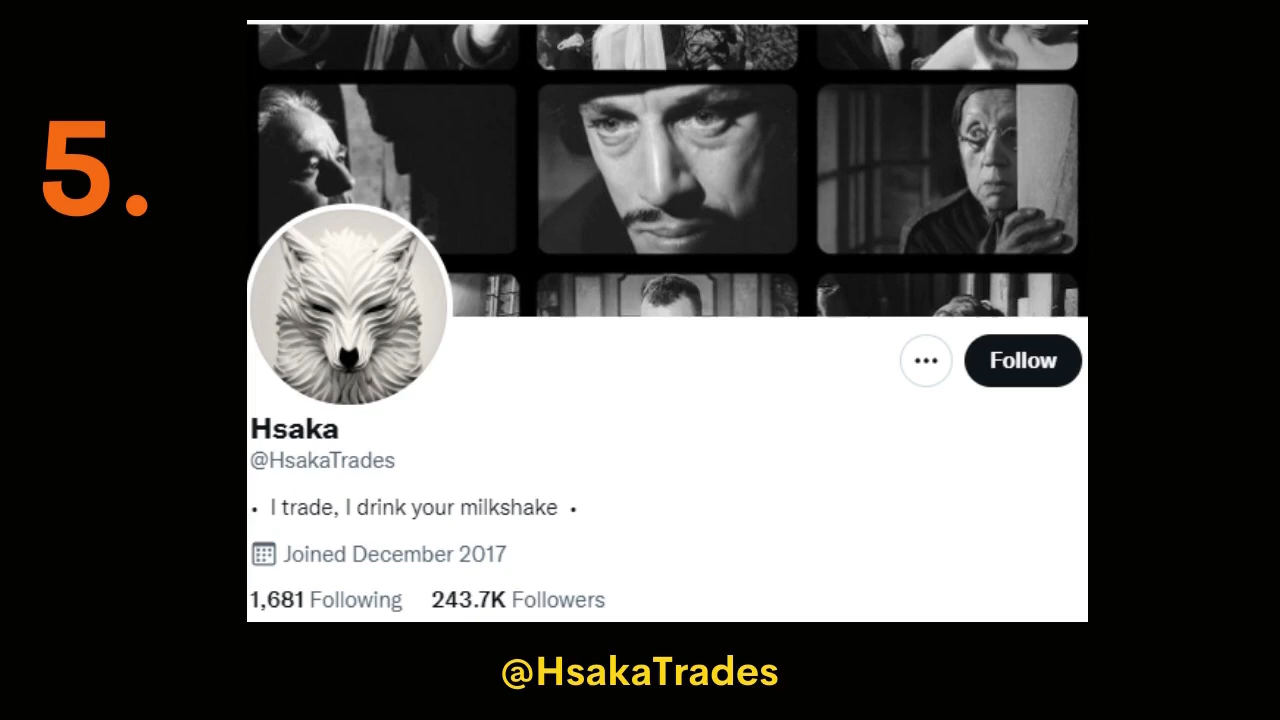 5.
Follow
Hsaka
@HsakaTrades
• I trade, I drink your milkshake •
Joined December 2017
1,681 Following 243.7K Followers
@HsakaTrades